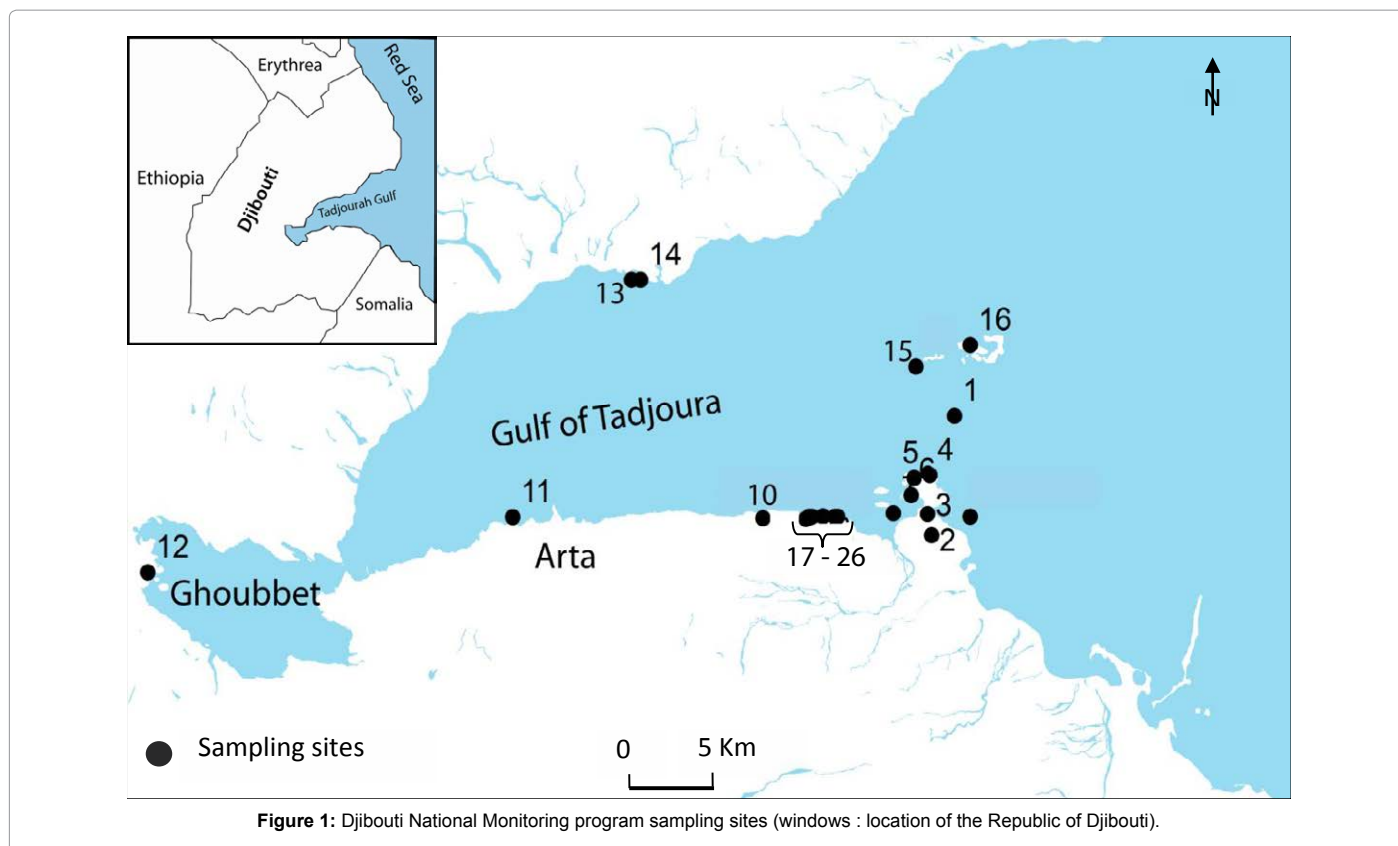 Erythrea
Red Sea
Ethiopia
Djibouti
Tadjourah Gulf
Somalia
N
14
13
16
15
1
Gulf of Tadjoura
5
4
6
11
10
3
2
17 - 26
12
Arta
Ghoubbet
Sampling sites
0 5 Km
Figure 1: Djibouti National Monitoring program sampling sites (windows : location of the Republic of Djibouti).